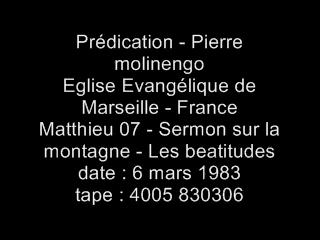 Prédication - Pierre
molinengo
Eglise Evangélique de
Marseille - France
Matthieu 07 - Sermon sur la
montagne - Les beatitudes
date : 6 mars 1983
tape : 4005 830306